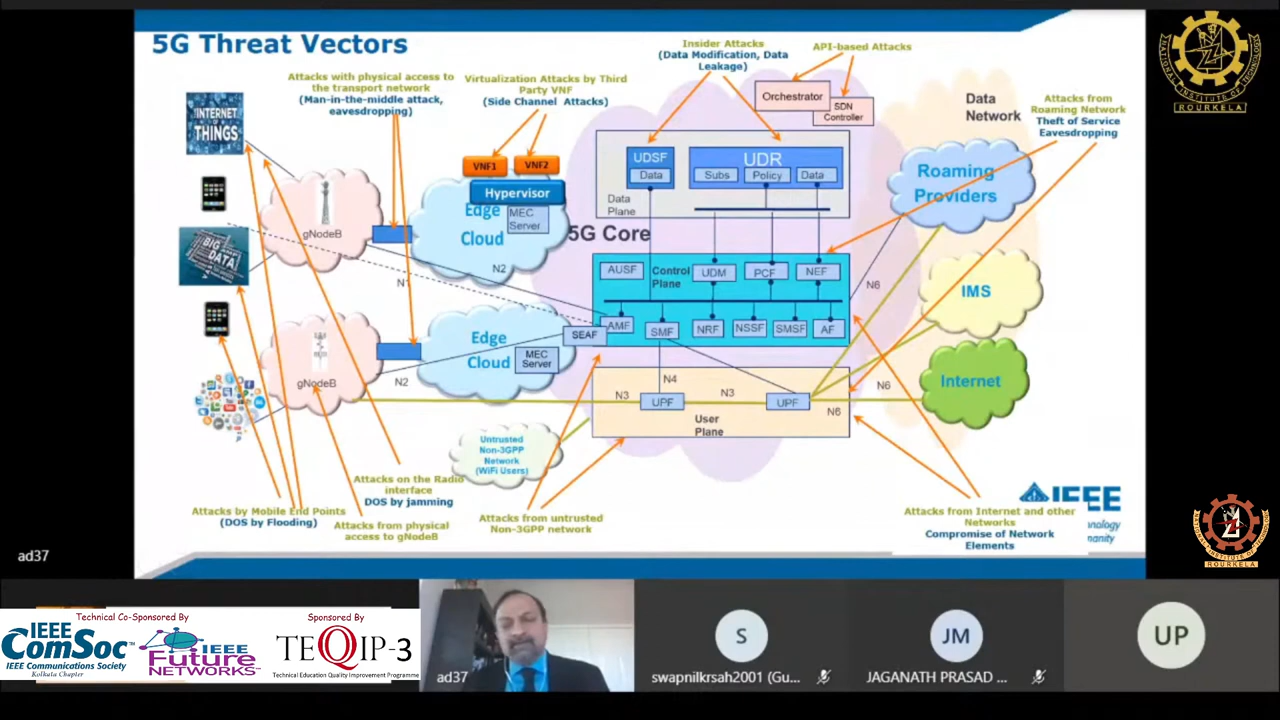 5G Threat Vectors
Attacks with physical access to
the transport network
(Man-in-the-middle attack,
eavesdropping)
Virtualization Attacks by Third
Party VNF
(Side Channel Attacks)
Insider Attacks
(Data Modification, Data
Leakage)
API-based Attacks
Orchestrator
SDN
Controller
Data
Network
Attacks from
Roaming Network
Theft of Service
Eavesdropping
INTERNET
OF
THINGS
gNodeB
VNF1
VNF2
Hypervisor
Edge
Cloud
MEC
Server
N2
UDSF
Data
UDR
Subs
Policy
Data
Data
Plane
Roaming
Providers
5G Core
BIG
DATA
N1
AUSF
Control
Plane
UDM
PCF
NEF
N6
IMS
AMF
SMF
NRF
NSSF
SMSF
AF
SEAF
gNodeB
Edge
Cloud
MEC
Server
N2
N4
N3
N3
UPF
UPF
User
Plane
N6
N6
Internet
Untrusted
Non-3GPP
Network
(WiFi Users)
Attacks by Mobile End Points
(DOS by Flooding)
Attacks on the Radio
interface
DOS by jamming
Attacks from physical
access to gNodeB
Attacks from untrusted
Non-3GPP network
Attacks from Internet and other
Networks
Compromise of Network
Elements
IEEE
NATIONAL INSTITUTE OF TECHNOLOGY
ROURKELA
ROURKELA
ad37
Technical Co-Sponsored By
IEEE
ComSoc™
IEEE Communications Society
Kolkata Chapter
IEEE
Future
NETWORKS™
Sponsored By
TEQIP-3
Technical Education Quality Improvement Programme
ad37
S
swapnilkrsah2001 (Gu...
JM
JAGANATH PRASAD ...
UP